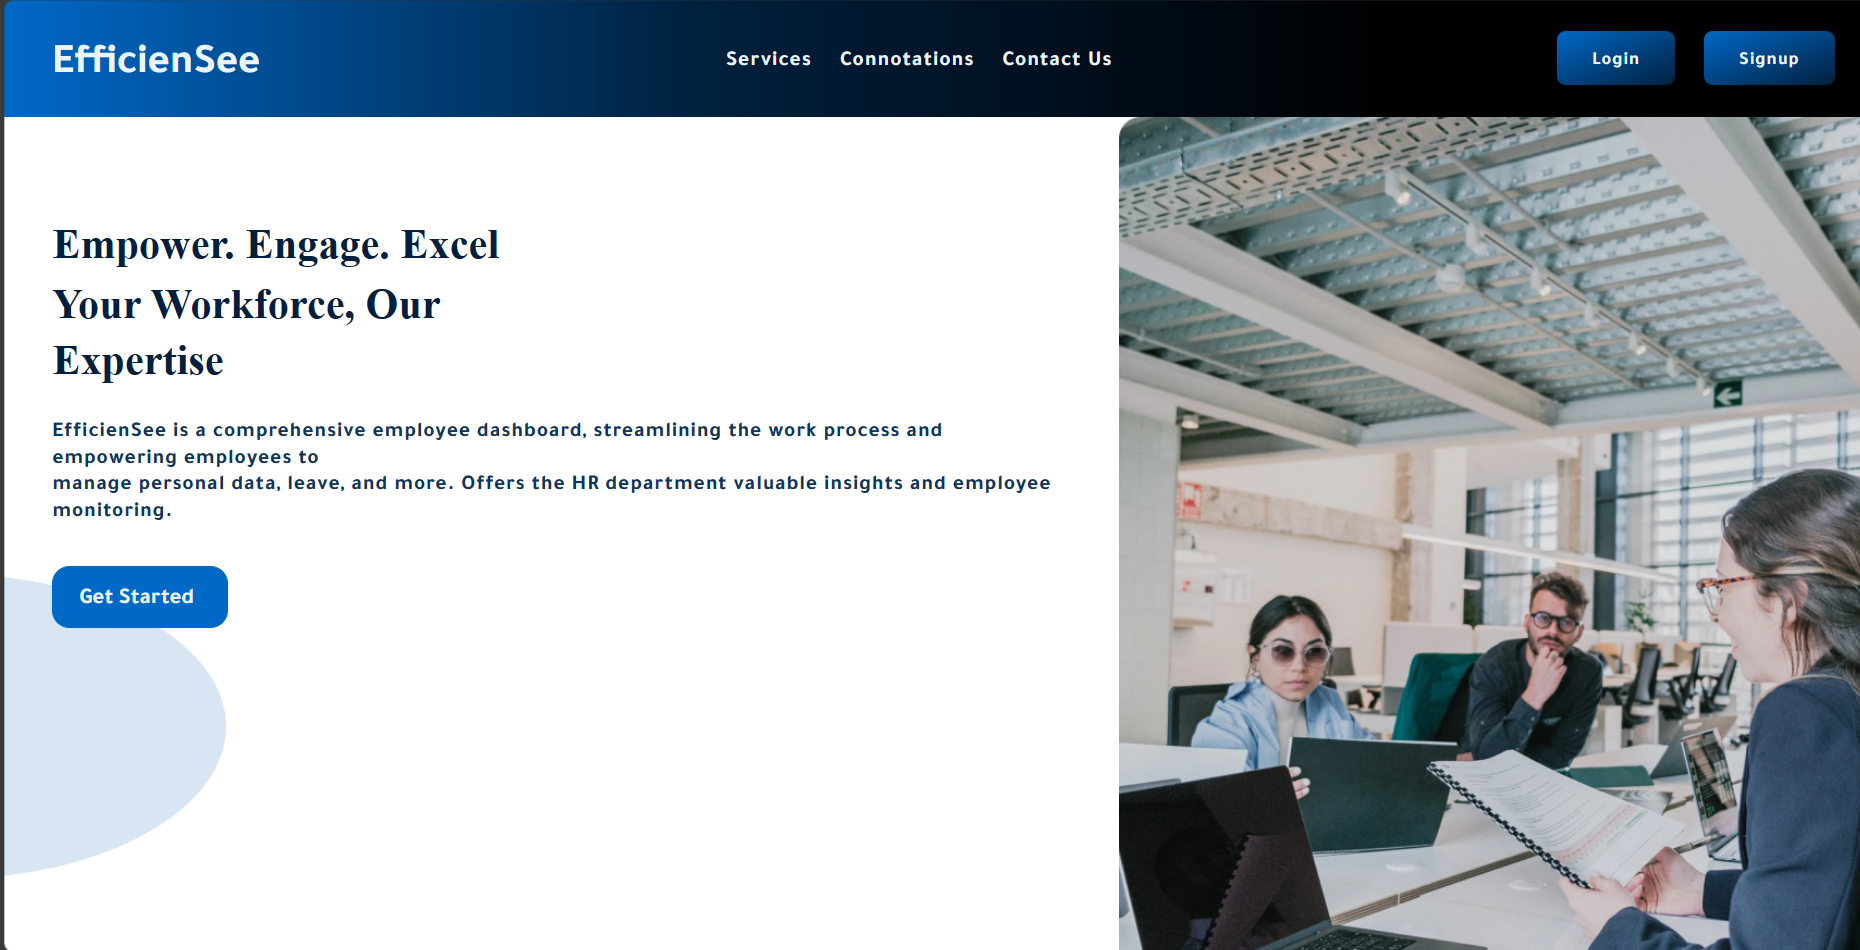 EfficienSee
Services
Connotations
Contact Us
Login
Signup
Empower. Engage. Excel
Your Workforce, Our
Expertise
EfficienSee is a comprehensive employee dashboard, streamlining the work process and
empowering employees to
manage personal data, leave, and more. Offers the HR department valuable insights and employee
monitoring.
Get Started